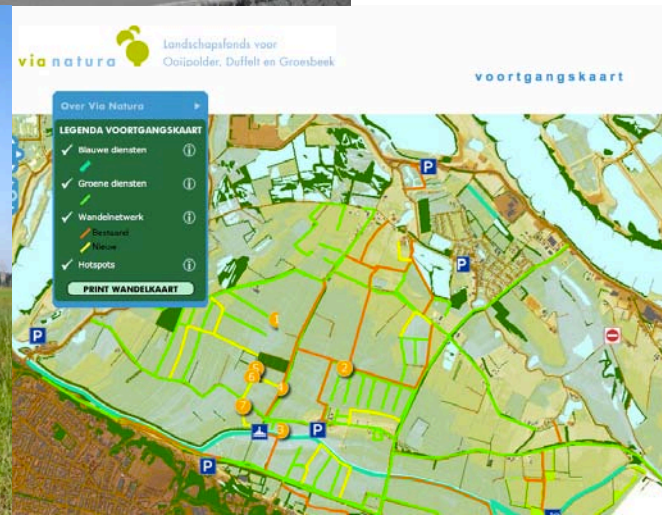 via natura
Landschapsfonds voor
Ooijpolder, Duffelt en Groesbeek
voortgangskaart
Over Via Natura
LEGENDA VOORTGANGSKAART
Blauwe diensten
Groene diensten
Wandelnetwerk
Bestaand
Nieuw
Hotspots
PRINT WANDELKAART
P
P
P
1
2
5
6
4
7
3
P
P